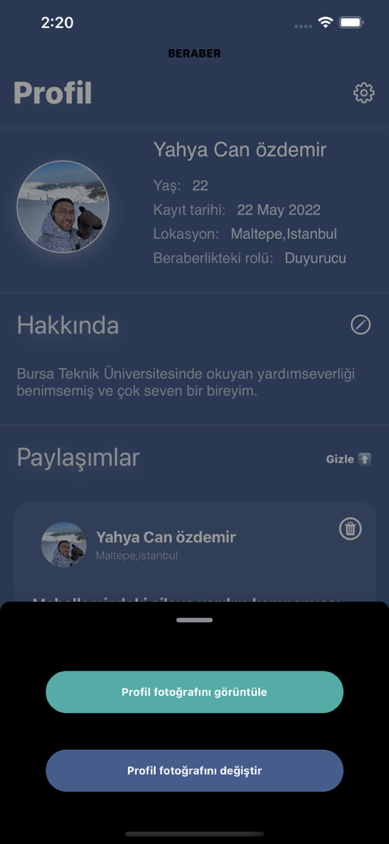 2:20
BERABER
Profil
Yahya Can özdemir
Yaş: 22
Kayıt tarihi: 22 May 2022
Lokasyon: Maltepe,Istanbul
Beraberlikteki rolü: Duyurucu
Hakkında
Bursa Teknik Üniversitesinde okuyan yardımseverliği
benimsemiş ve çok seven bir bireyim.
Paylaşımlar
Gizle
Yahya Can özdemir
Maltepe,istanbul
Profil fotoğrafını görüntüle
Profil fotoğrafını değiştir